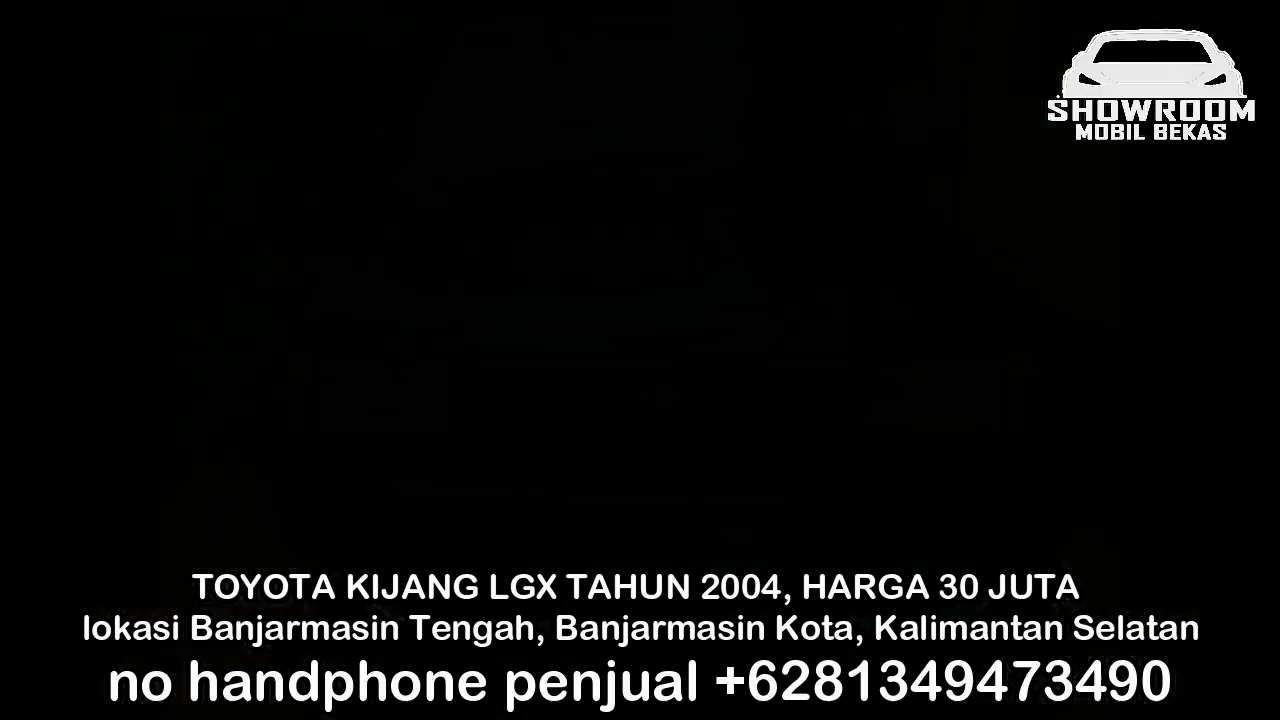 SHOWROOM
MOBIL BEKAS
TOYOTA KIJANG LGX TAHUN 2004, HARGA 30 JUTA
lokasi Banjarmasin Tengah, Banjarmasin Kota, Kalimantan Selatan
no handphone penjual +6281349473490